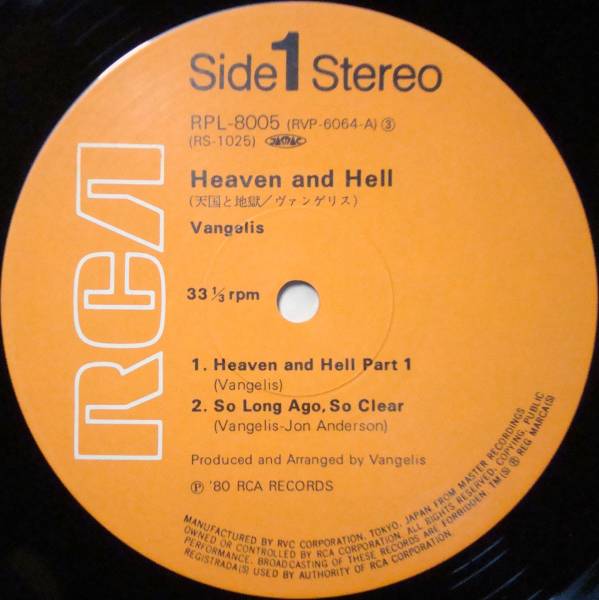 RCA
Side 1 Stereo
RPL-8005 (RVP-6064-A) ③
(RS-1025) JASRAC
Heaven and Hell
(天国と地獄／ヴァンゲリス)
Vangelis
33 ⅓ rpm
1. Heaven and Hell Part 1
(Vangelis)
2. So Long Ago, So Clear
(Vangelis-Jon Anderson)
Produced and Arranged by Vangelis
Ⓟ '80 RCA RECORDS
MANUFACTURED BY RVC CORPORATION, TOKYO, JAPAN FROM MASTER RECORDINGS
OWNED OR CONTROLLED BY RCA CORPORATION. ALL RIGHTS RESERVED. COPYING, PUBLIC
PERFORMANCE, BROADCASTING OF THESE RECORDS ARE FORBIDDEN TM(S) ® REG MARCA(S)
REGISTRADA(S) USED BY AUTHORITY OF RCA CORPORATION.